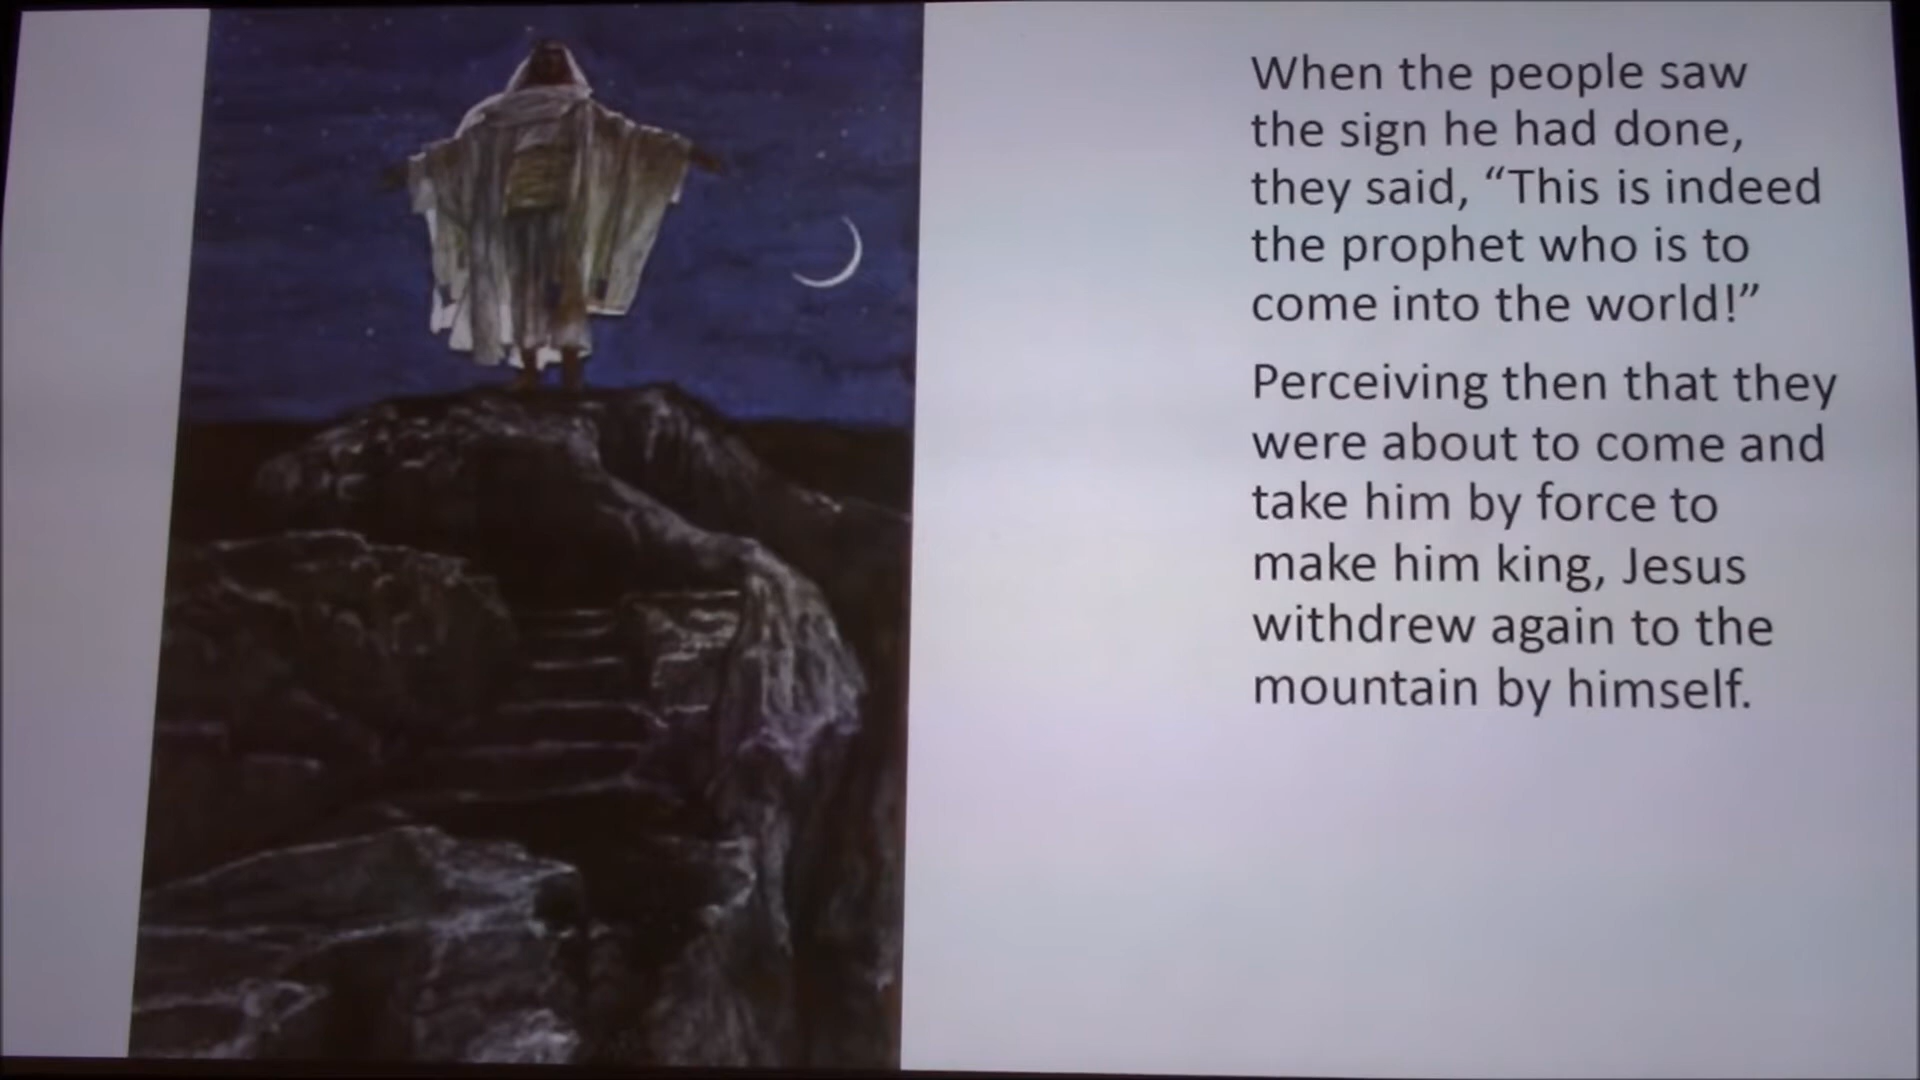 When the people saw
the sign he had done,
they said, “This is indeed
the prophet who is to
come into the world!”
Perceiving then that they
were about to come and
take him by force to
make him king, Jesus
withdrew again to the
mountain by himself.